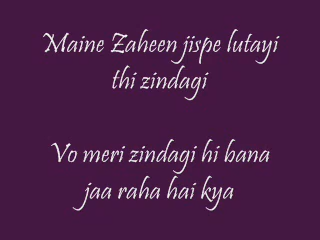 Maine Zaheen jispe lutayi
thi zindagi
Vo meri zindagi hi bana
jaa raha hai kya